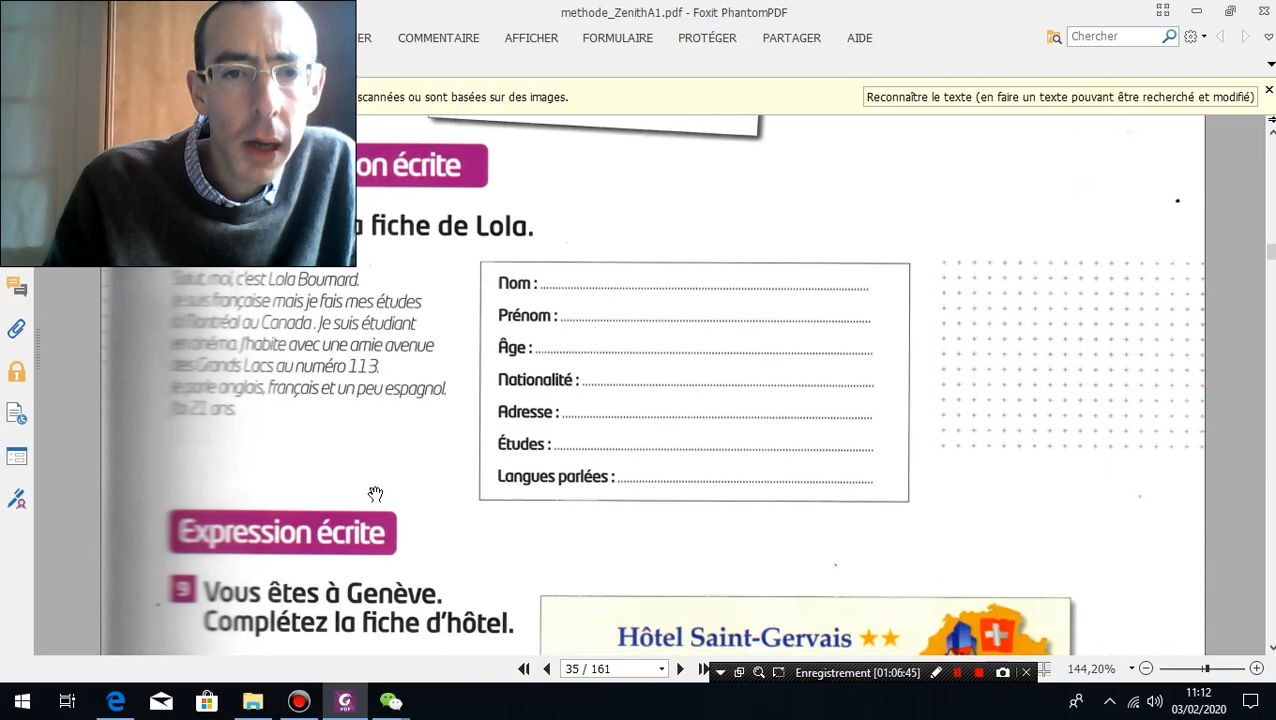 methode_ZenithA1.pdf - Foxit PhantomPDF
COMMENTAIRE AFFICHER FORMULAIRE PROTÉGER PARTAGER AIDE
Chercher
scannées ou sont basées sur des images.
Reconnaître le texte (en faire un texte pouvant être recherché et modifié)
on écrite
fiche de Lola.
moi, c'est Lola Boumard.
suis française mais je fais mes études
Montréal au Canada. Je suis étudiant
cinéma. J'habite avec une amie avenue
des Grands Lacs au numéro 113.
Je parle anglais, français et un peu espagnol.
J'ai 21 ans.
Nom :
Prénom :
Âge :
Nationalité :
Adresse :
Études :
Langues parlées :
Expression écrite
9 Vous êtes à Genève.
Complétez la fiche d'hôtel.
Hôtel Saint-Gervais
35 / 161
Enregistrement [01:06:45]
144,20%
11:12
03/02/2020